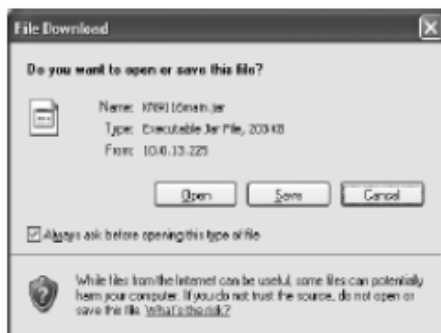 File Download
Do you want to open or save this file?
Name: KN9116main.jar
Type: Executable Jar File, 203 KB
From: 10.0.13.225
Open Save Cancel
Always ask before opening this type of file
While files from the Internet can be useful, some files can potentially
harm your computer. If you do not trust the source, do not open or
save this file. What's the risk?